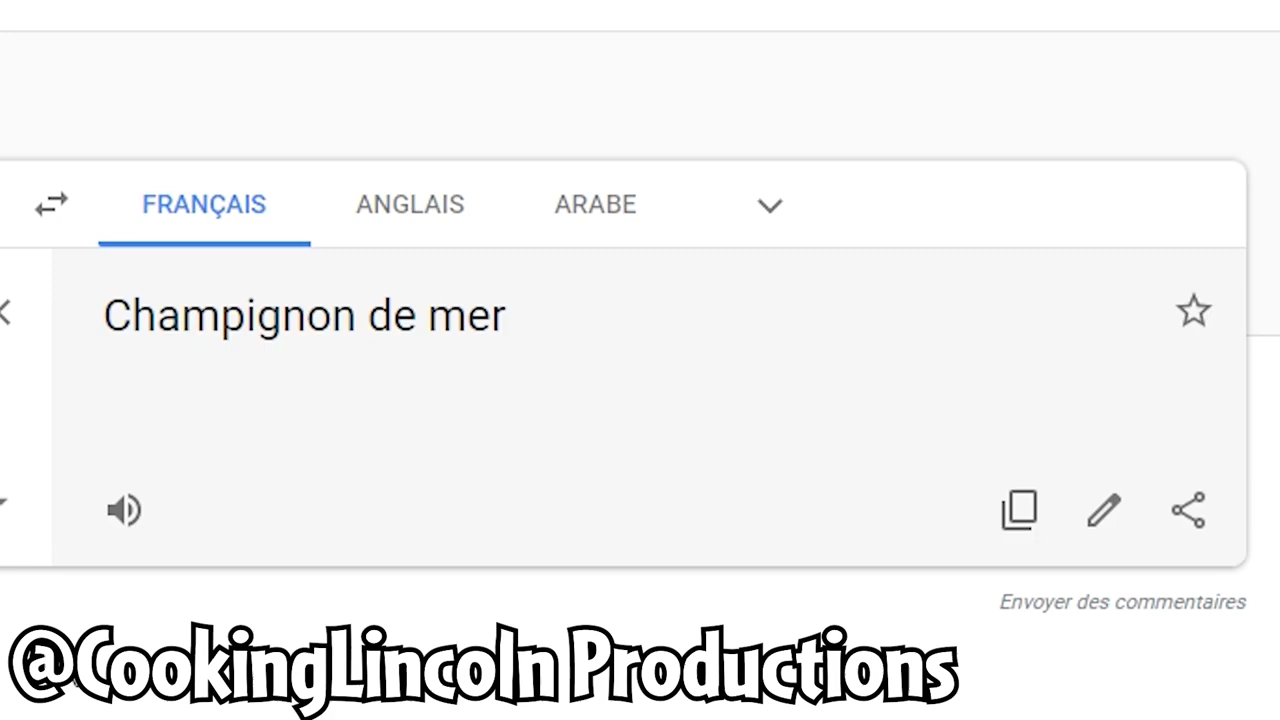 FRANÇAIS ANGLAIS ARABE
Champignon de mer
Envoyer des commentaires
@CookingLincoln Productions